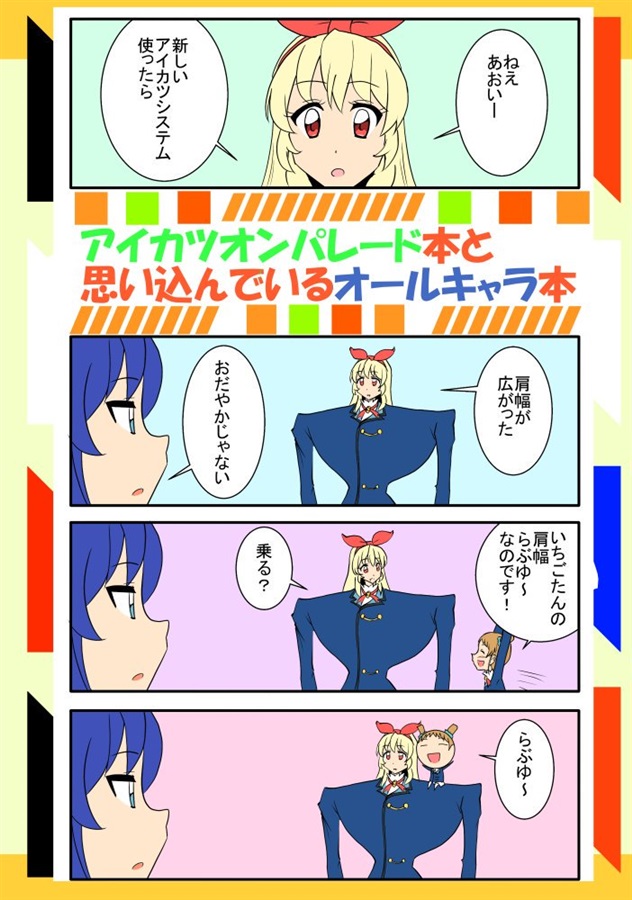 ねえ
あおいー
新しい
アイカツシステム
使ったら
アイカツオンパレード本と
思い込んでいるオールキャラ本
肩幅が
広がった
おだやかじゃない
いちごたんの
肩幅
らぶゆ〜
なのです!
乗る?
らぶゆ〜